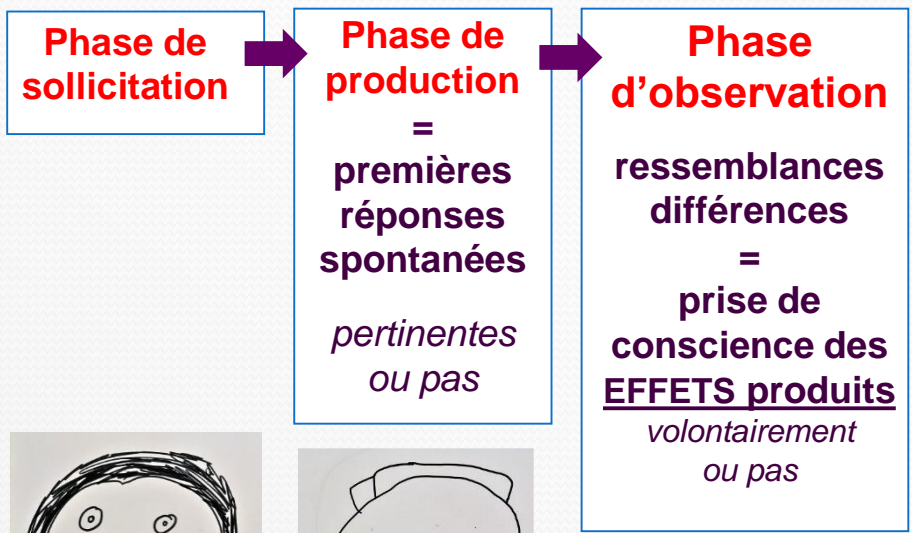 Phase de
sollicitation
Phase de
production
=
premières
réponses
spontanées
pertinentes
ou pas
Phase
d’observation
ressemblances
différences
=
prise de
conscience des
EFFETS produits
volontairement
ou pas